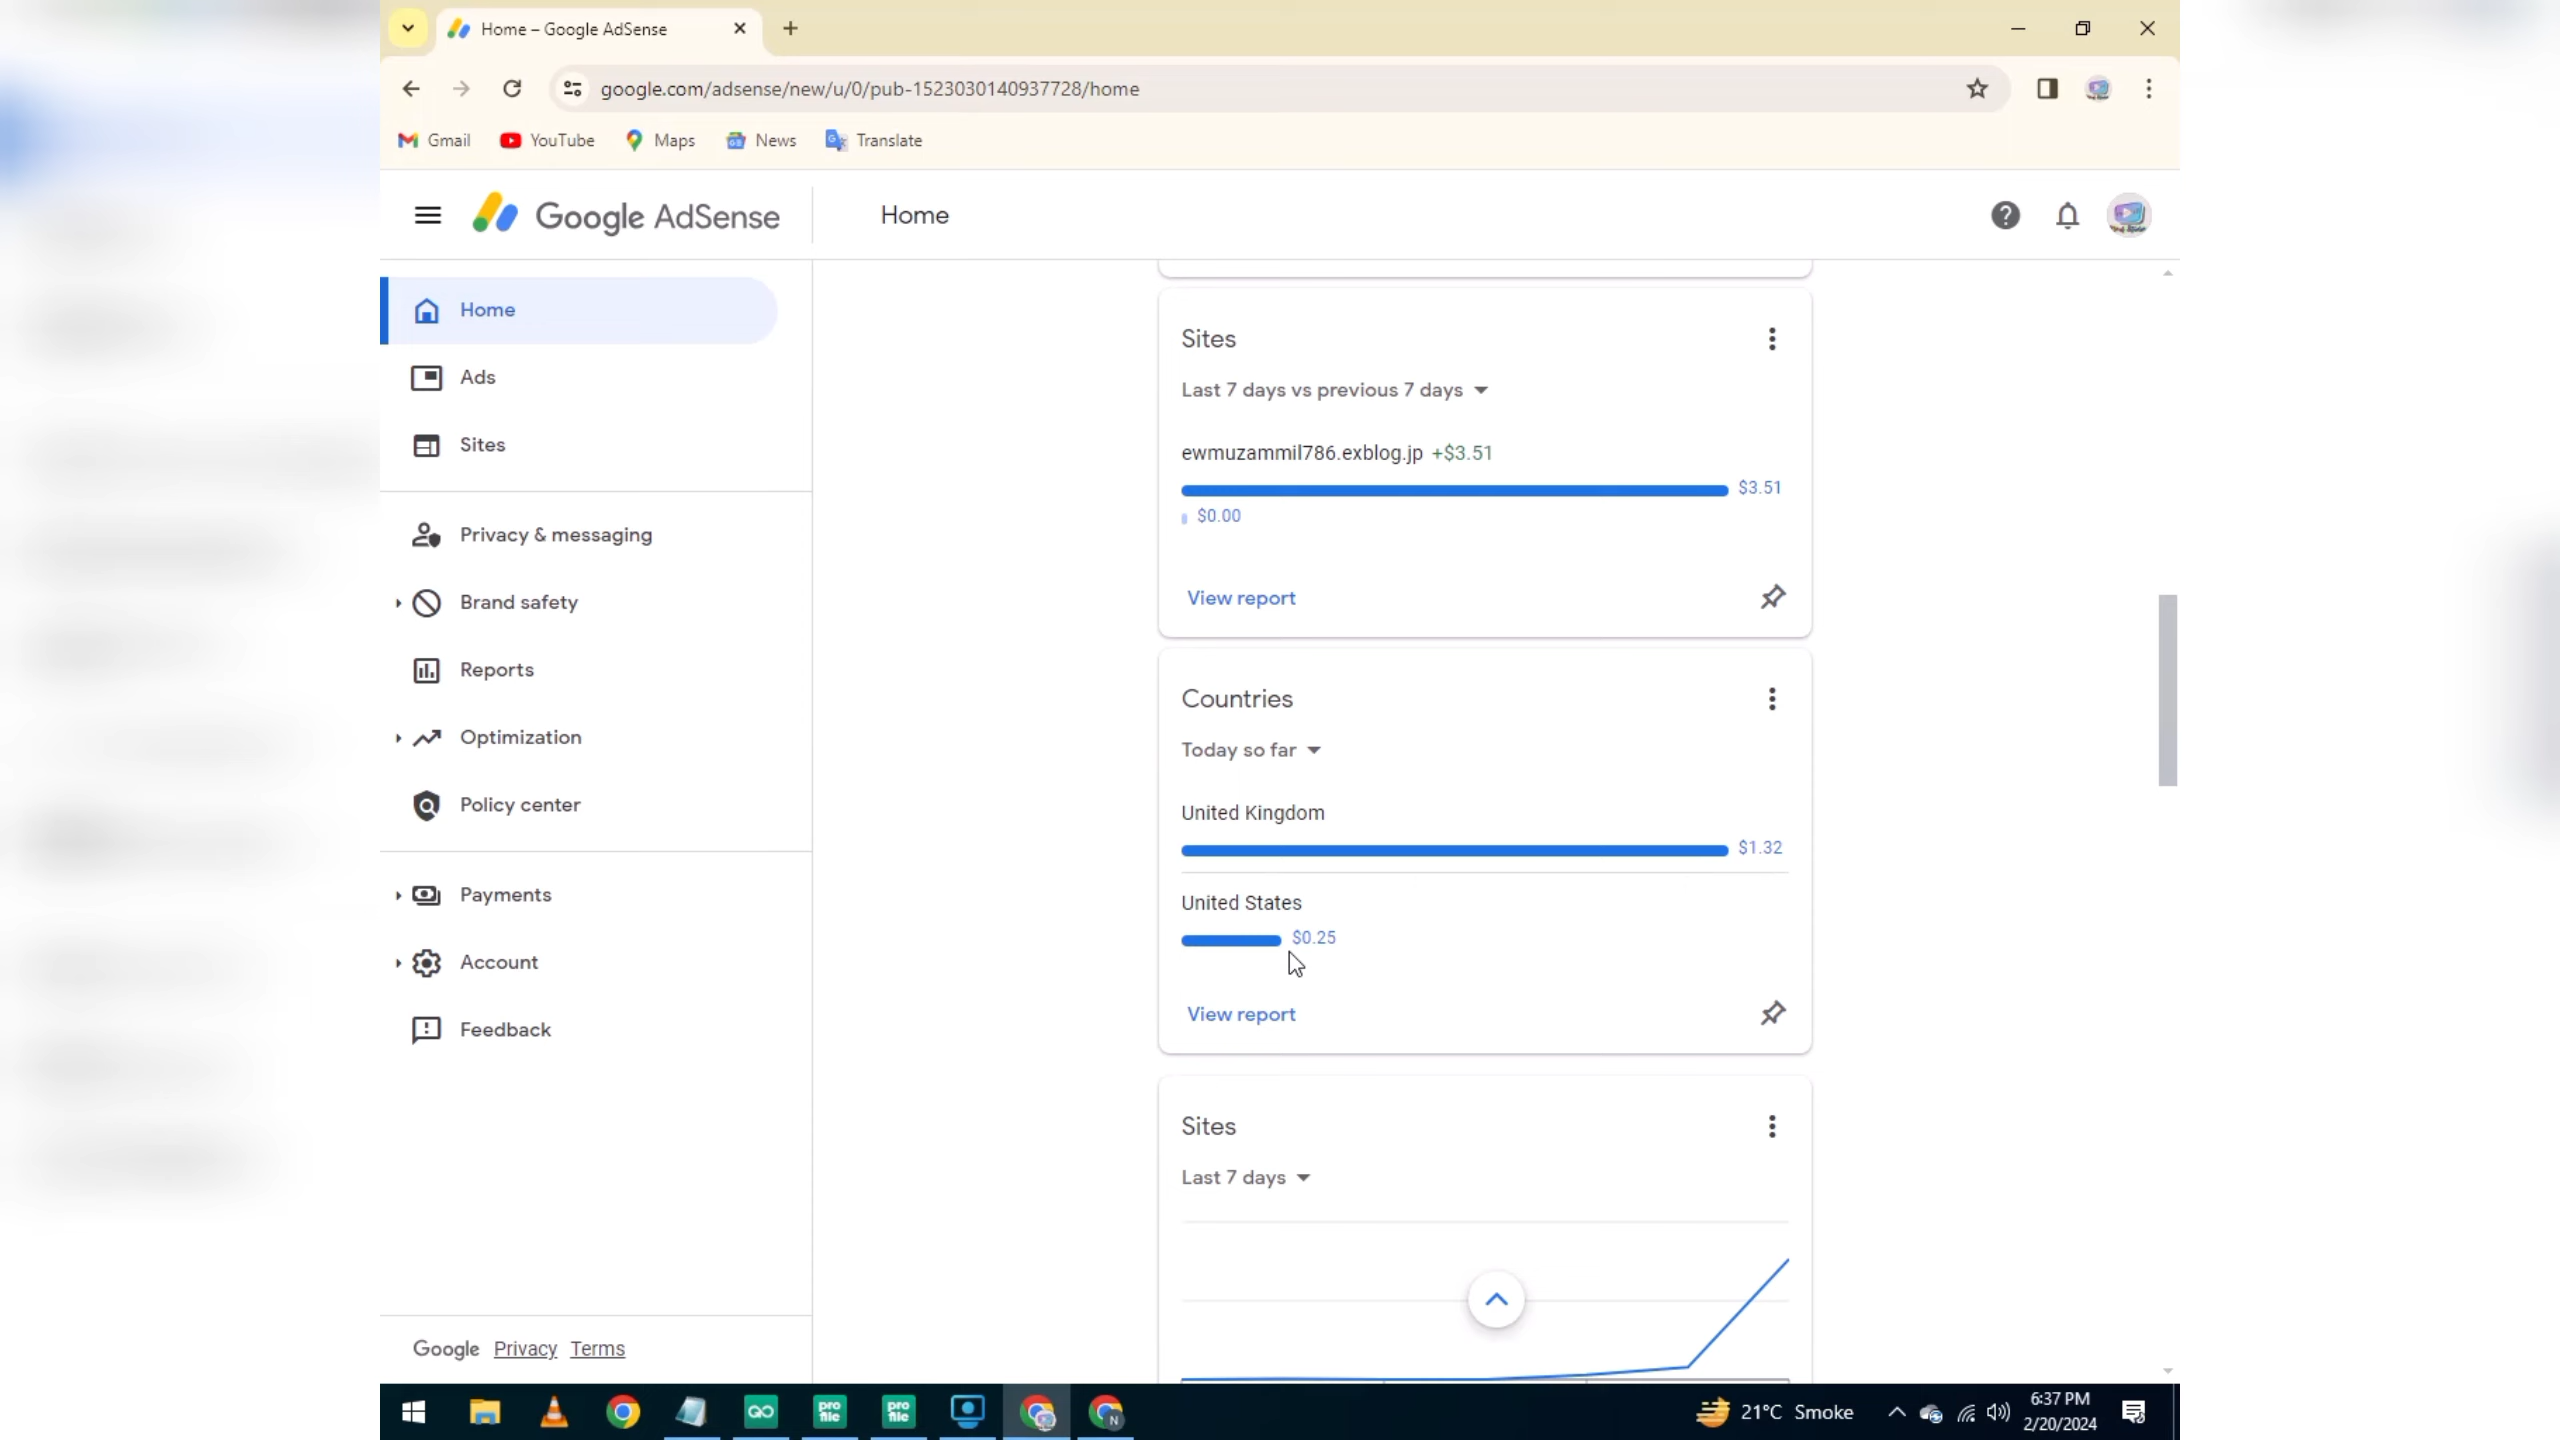 Home – Google AdSense
google.com/adsense/new/u/0/pub-1523030140937728/home
Gmail YouTube Maps News Translate
Google AdSense Home
Home
Ads
Sites
Privacy & messaging
Brand safety
Reports
Optimization
Policy center
Payments
Account
Feedback
Google Privacy Terms
Sites
Last 7 days vs previous 7 days
ewmuzammil786.exblog.jp +$3.51
$3.51
$0.00
View report
Countries
Today so far
United Kingdom
$1.32
United States
$0.25
View report
Sites
Last 7 days
pro
file
pro
file
N
21°C Smoke
6:37 PM
2/20/2024